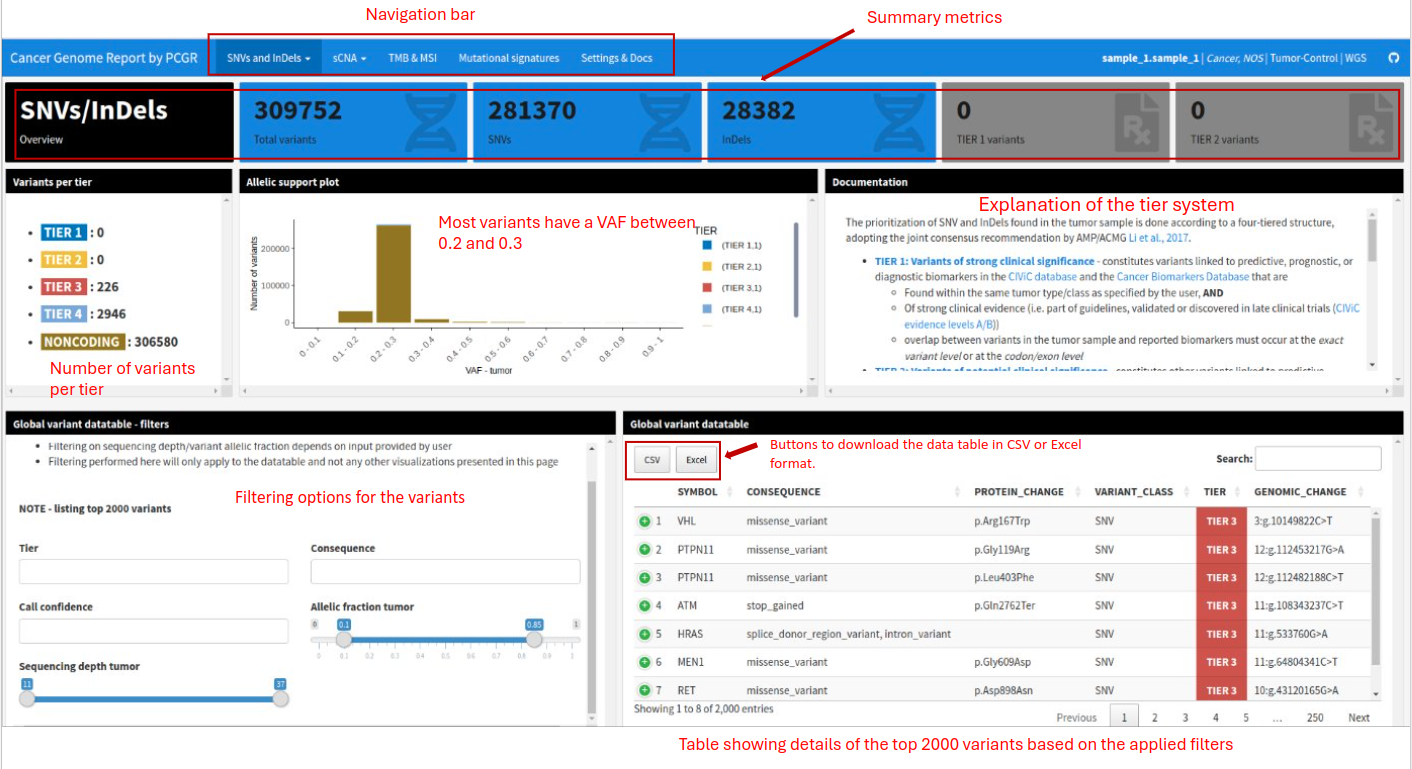 Navigation bar
Summary metrics
Cancer Genome Report by PCGR SNVs and InDels sCNA TMB & MSI Mutational signatures Settings & Docs sample_1.sample_1 | Cancer, NOS | Tumor-Control | WGS
SNVs/InDels
Overview
309752
Total variants
281370
SNVs
28382
InDels
0
TIER 1 variants
0
TIER 2 variants
Variants per tier
TIER 1 : 0
TIER 2 : 0
TIER 3 : 226
TIER 4 : 2946
NONCODING : 306580
Number of variants
per tier
Allelic support plot
Most variants have a VAF between
0.2 and 0.3
Number of variants
200000
100000
0
0 - 0.1 0.1 - 0.2 0.2 - 0.3 0.3 - 0.4 0.4 - 0.5 0.5 - 0.6 0.6 - 0.7 0.7 - 0.8 0.8 - 0.9 0.9 - 1
VAF - tumor
TIER
(TIER 1,1)
(TIER 2,1)
(TIER 3,1)
(TIER 4,1)
Documentation
Explanation of the tier system
The prioritization of SNV and InDels found in the tumor sample is done according to a four-tiered structure,
adopting the joint consensus recommendation by AMP/ACMG Li et al., 2017.
• TIER 1: Variants of strong clinical significance - constitutes variants linked to predictive, prognostic, or
diagnostic biomarkers in the CIViC database and the Cancer Biomarkers Database that are
Found within the same tumor type/class as specified by the user, AND
Of strong clinical evidence (i.e. part of guidelines, validated or discovered in late clinical trials (CIViC
evidence levels A/B))
overlap between variants in the tumor sample and reported biomarkers must occur at the exact
variant level or at the codon/exon level
TIER 2: Variants of potential clinical significance - constitutes other variants linked to predictive
Global variant datatable - filters
• Filtering on sequencing depth/variant allelic fraction depends on input provided by user
• Filtering performed here will only apply to the datatable and not any other visualizations presented in this page
Filtering options for the variants
NOTE - listing top 2000 variants
Tier
Consequence
Call confidence
Allelic fraction tumor
0 0.1 0.85 1
0 0.1 0.2 0.3 0.4 0.5 0.6 0.7 0.8 0.9 1
Sequencing depth tumor
11 37
Global variant datatable
CSV Excel
Buttons to download the data table in CSV or Excel
format.
Search:
SYMBOL CONSEQUENCE PROTEIN_CHANGE VARIANT_CLASS TIER GENOMIC_CHANGE
1 VHL missense_variant p.Arg167Trp SNV TIER 3 3:g.10149822C>T
2 PTPN11 missense_variant p.Gly119Arg SNV TIER 3 12:g.112453217G>A
3 PTPN11 missense_variant p.Leu403Phe SNV TIER 3 12:g.112482188C>T
4 ATM stop_gained p.Gln2762Ter SNV TIER 3 11:g.108343237C>T
5 HRAS splice_donor_region_variant, intron_variant SNV TIER 3 11:g.533760G>A
6 MEN1 missense_variant p.Gly609Asp SNV TIER 3 11:g.64804341C>T
7 RET missense_variant p.Asp898Asn SNV TIER 3 10:g.43120165G>A
Showing 1 to 8 of 2,000 entries
Previous 1 2 3 4 5 ... 250 Next
Table showing details of the top 2000 variants based on the applied filters